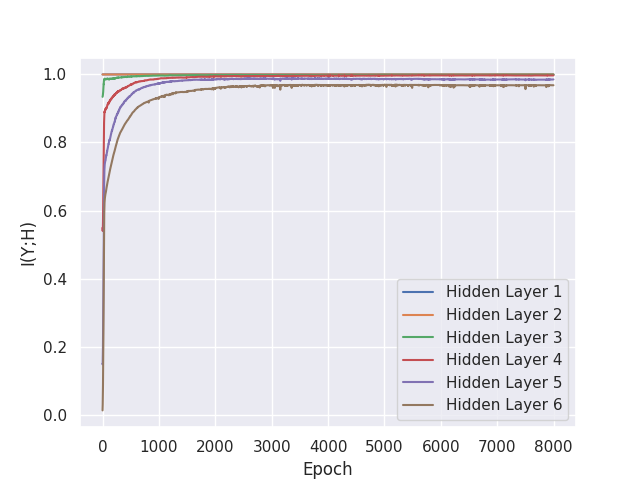 1.0
0.8
0.6
0.4
0.2
0.0
I(Y;H)
Hidden Layer 1
Hidden Layer 2
Hidden Layer 3
Hidden Layer 4
Hidden Layer 5
Hidden Layer 6
0 1000 2000 3000 4000 5000 6000 7000 8000
Epoch